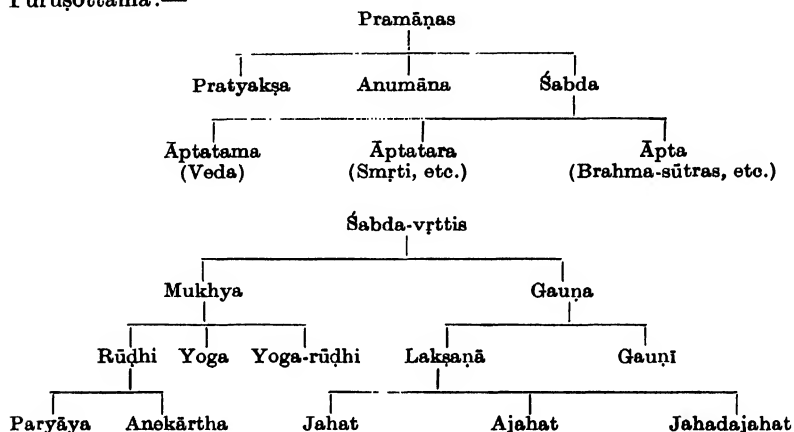 Puruṣottama:—
Pramāṇas
Pratyakṣa Anumāna Śabda
Āptatama Āptatara Āpta
(Veda) (Smṛti, etc.) (Brahma-sūtras, etc.)
Śabda-vṛttis
Mukhya Gauṇa
Rūḍhi Yoga Yoga-rūḍhi Lakṣaṇā Gauṇī
Paryāya Anekārtha Jahat Ajahat Jahadajahat